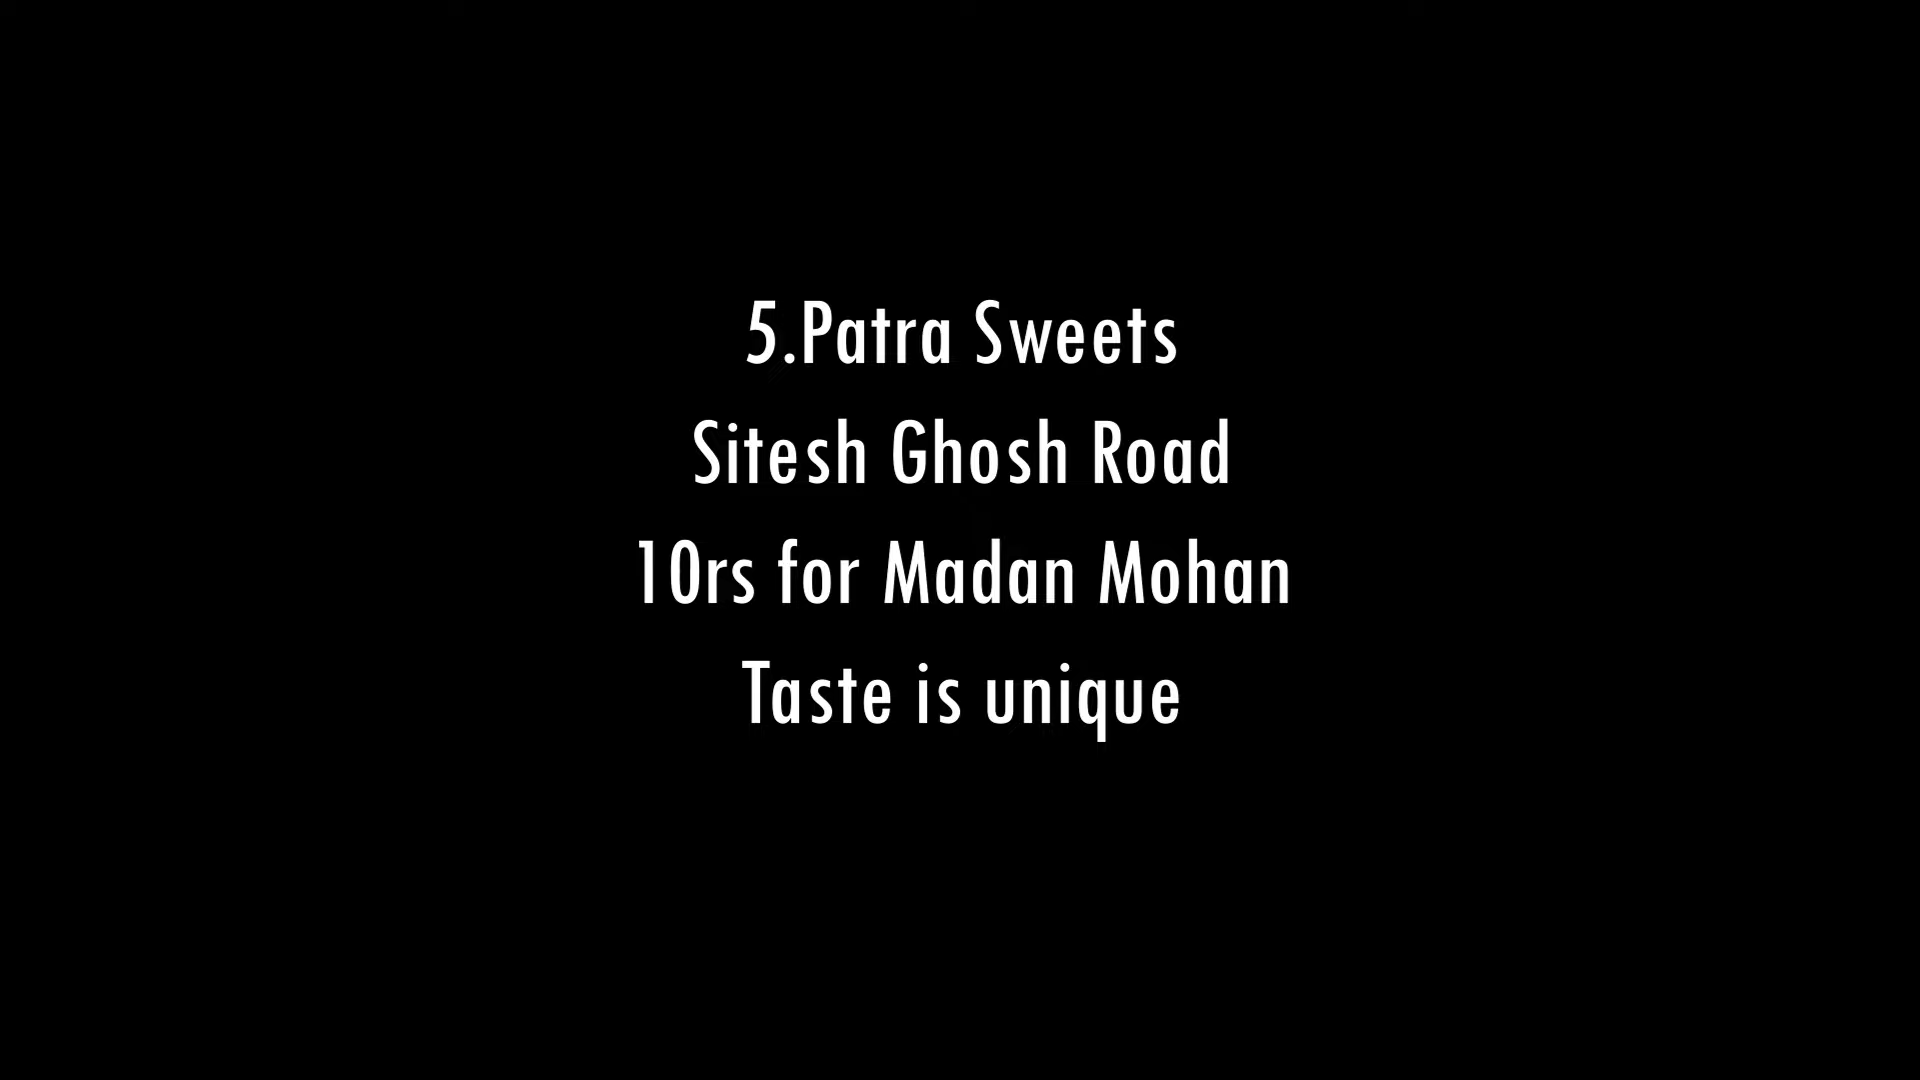 5.Patra Sweets
Sitesh Ghosh Road
10rs for Madan Mohan
Taste is unique